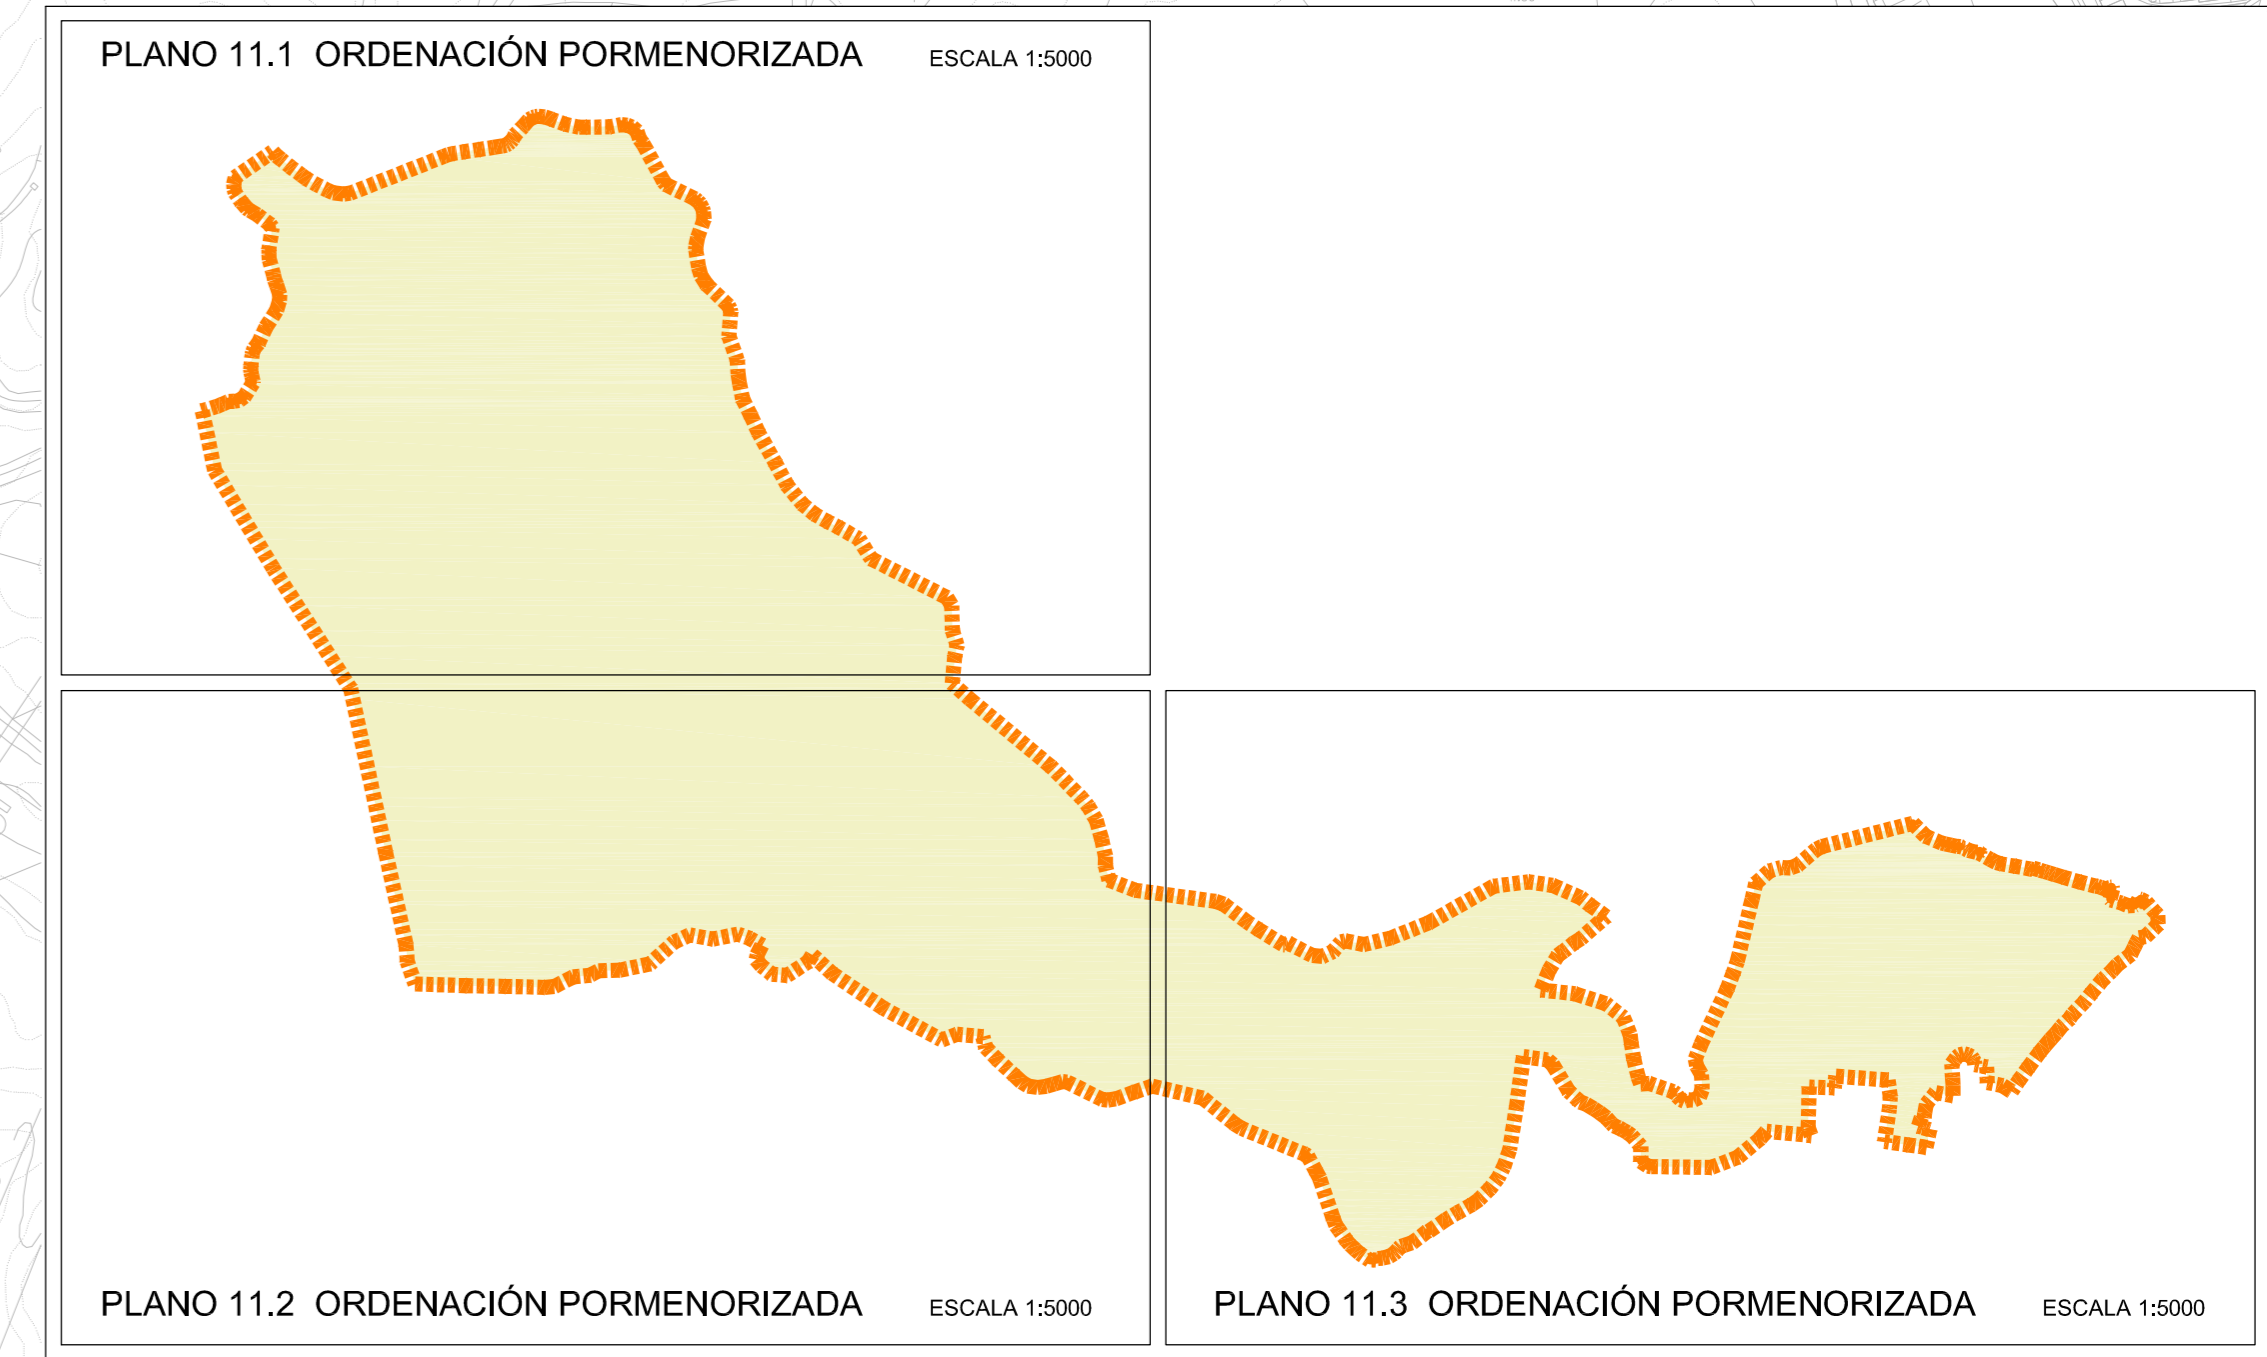 PLANO 11.1 ORDENACIÓN PORMENORIZADA ESCALA 1:5000
PLANO 11.2 ORDENACIÓN PORMENORIZADA ESCALA 1:5000
PLANO 11.3 ORDENACIÓN PORMENORIZADA ESCALA 1:5000